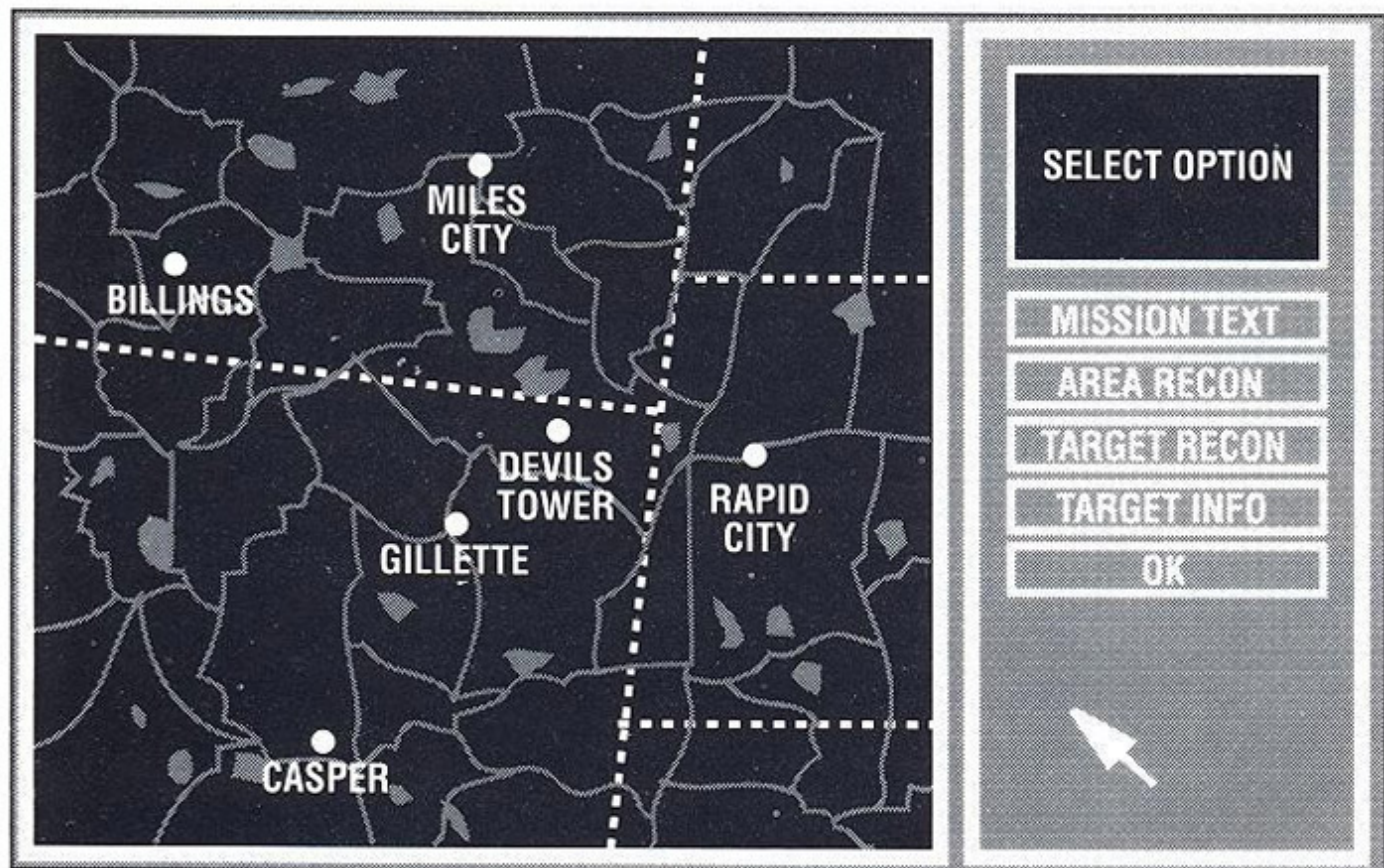 MILES
CITY
BILLINGS
DEVILS
TOWER
RAPID
CITY
GILLETTE
CASPER
SELECT OPTION
MISSION TEXT
AREA RECON
TARGET RECON
TARGET INFO
OK